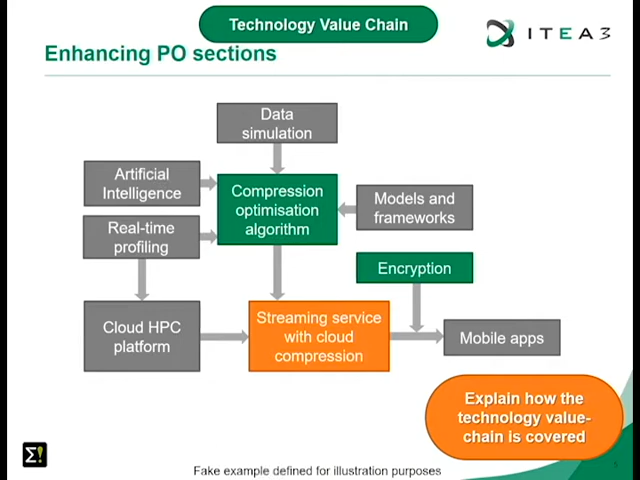 Technology Value Chain
ITEA3
Enhancing PO sections
Data
simulation
Artificial
Intelligence
Compression
optimisation
algorithm
Models and
frameworks
Real-time
profiling
Encryption
Cloud HPC
platform
Streaming service
with cloud
compression
Mobile apps
Explain how the
technology value-
chain is covered
Σ!
Fake example defined for illustration purposes